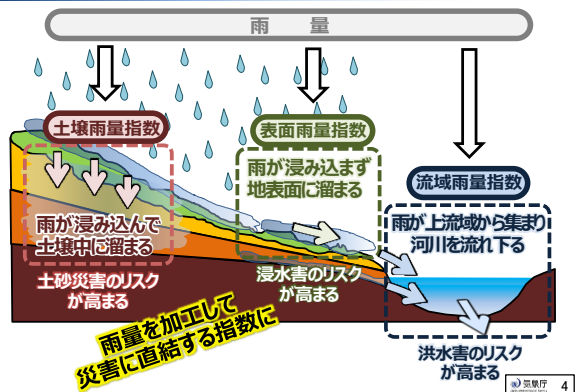 雨 量
土壌雨量指数
表面雨量指数
流域雨量指数
雨が浸み込んで
土壌中に溜まる
土砂災害のリスク
が高まる
雨が浸み込まず
地表面に溜まる
浸水害のリスク
が高まる
雨が上流域から集まり
河川を流れ下る
洪水害のリスク
が高まる
雨量を加工して
災害に直結する指数に
気象庁
4